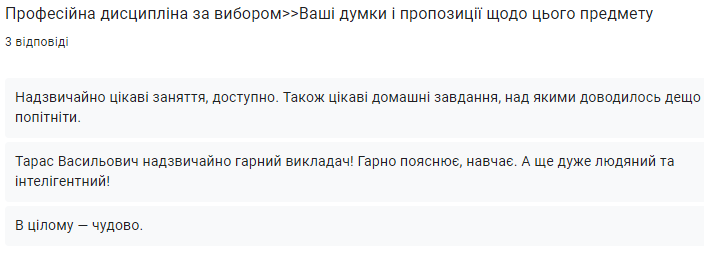 Професійна дисципліна за вибором>>Ваші думки і пропозиції щодо цього предмету
3 відповіді
Надзвичайно цікаві заняття, доступно. Також цікаві домашні завдання, над якими доводилось дещо
попітніти.
Тарас Васильович надзвичайно гарний викладач! Гарно пояснює, навчає. А ще дуже людяний та
інтелігентний!
В цілому — чудово.